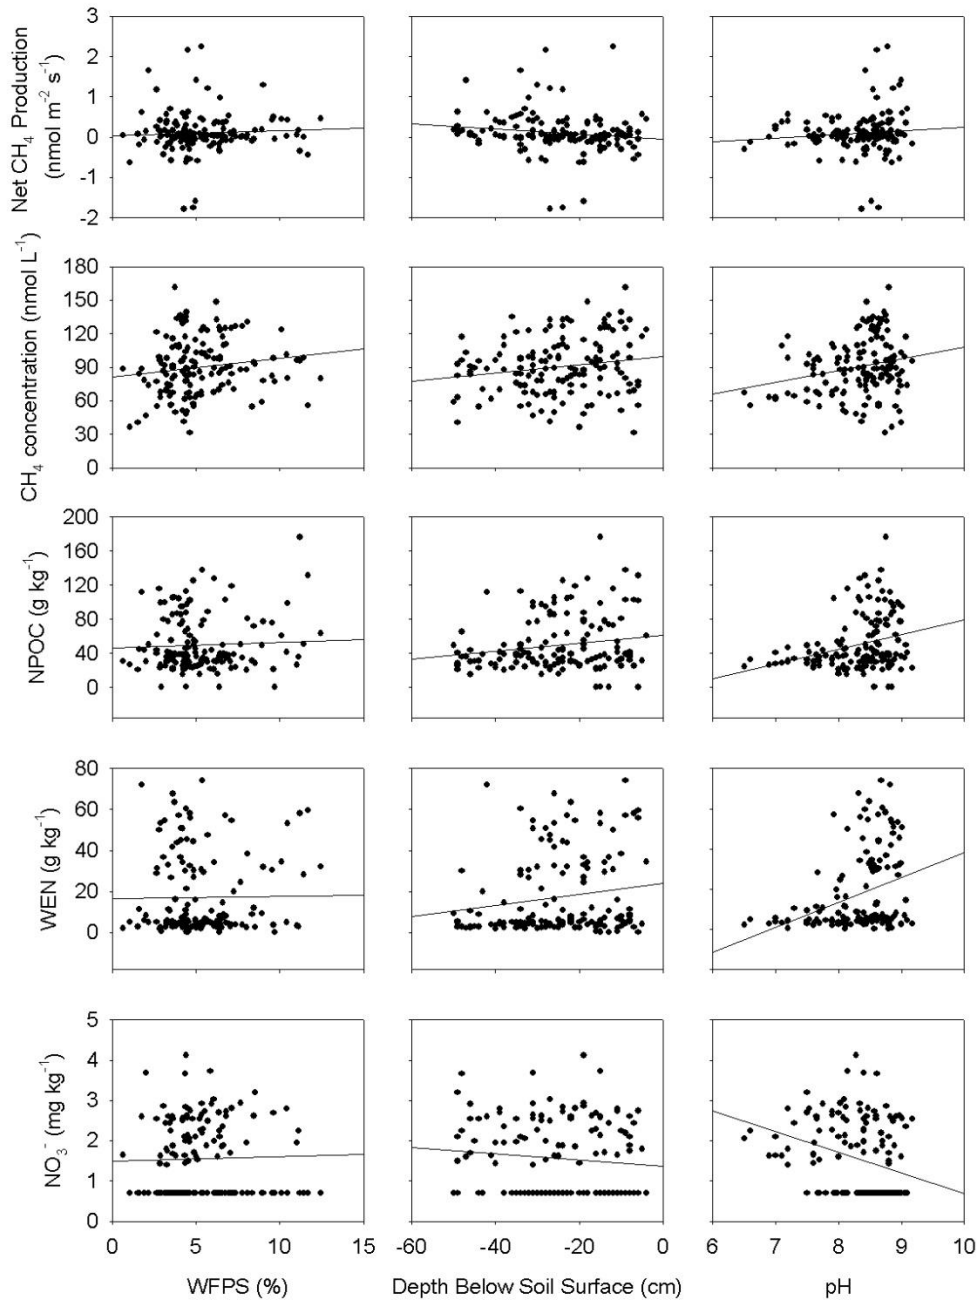 Net CH₄ Production
(nmol m⁻² s⁻¹)
3
2
1
0
-1
-2
CH₄ concentration (nmol L⁻¹)
180
150
120
90
60
30
0
NPOC (g kg⁻¹)
200
160
120
80
40
0
WEN (g kg⁻¹)
80
60
40
20
0
NO₃⁻ (mg kg⁻¹)
5
4
3
2
1
0
0 5 10 15
-60 -40 -20 0
6 7 8 9 10
WFPS (%)
Depth Below Soil Surface (cm)
pH